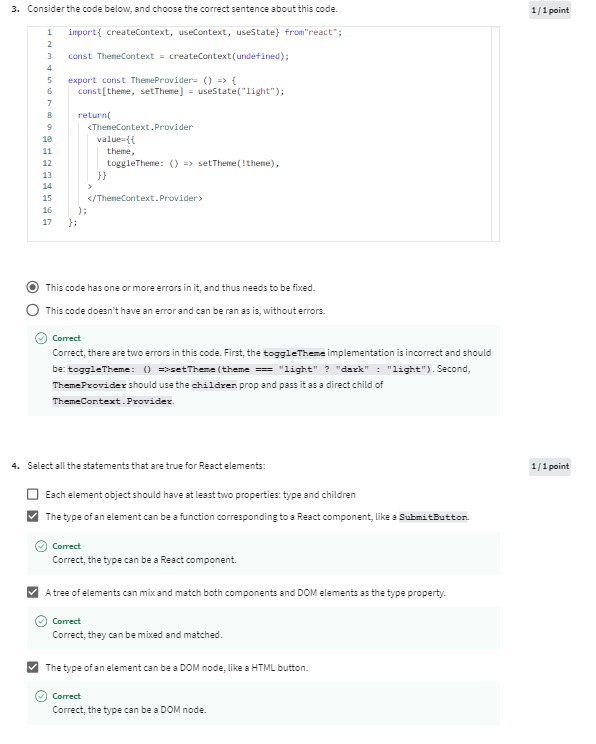 3. Consider the code below, and choose the correct sentence about this code.
1/1 point
1 import{ createContext, useContext, useState} from"react";
2
3 const ThemeContext = createContext(undefined);
4
5 export const ThemeProvider= () => {
6 const[theme, setTheme] = useState("light");
7
8 return(
9 <ThemeContext.Provider
10 value={{
11 theme,
12 toggleTheme: () => setTheme(!theme),
13 }}
14 >
15 </ThemeContext.Provider>
16 );
17 };
This code has one or more errors in it, and thus needs to be fixed.
This code doesn't have an error and can be ran as is, without errors.
Correct
Correct, there are two errors in this code. First, the toggleTheme implementation is incorrect and should
be: toggleTheme: () =>setTheme(theme === "light" ? "dark" : "light"). Second,
ThemeProvider should use the children prop and pass it as a direct child of
ThemeContext.Provider.
4. Select all the statements that are true for React elements:
1/1 point
Each element object should have at least two properties: type and children
The type of an element can be a function corresponding to a React component, like a SubmitButton.
Correct
Correct, the type can be a React component.
A tree of elements can mix and match both components and DOM elements as the type property.
Correct
Correct, they can be mixed and matched.
The type of an element can be a DOM node, like a HTML button.
Correct
Correct, the type can be a DOM node.